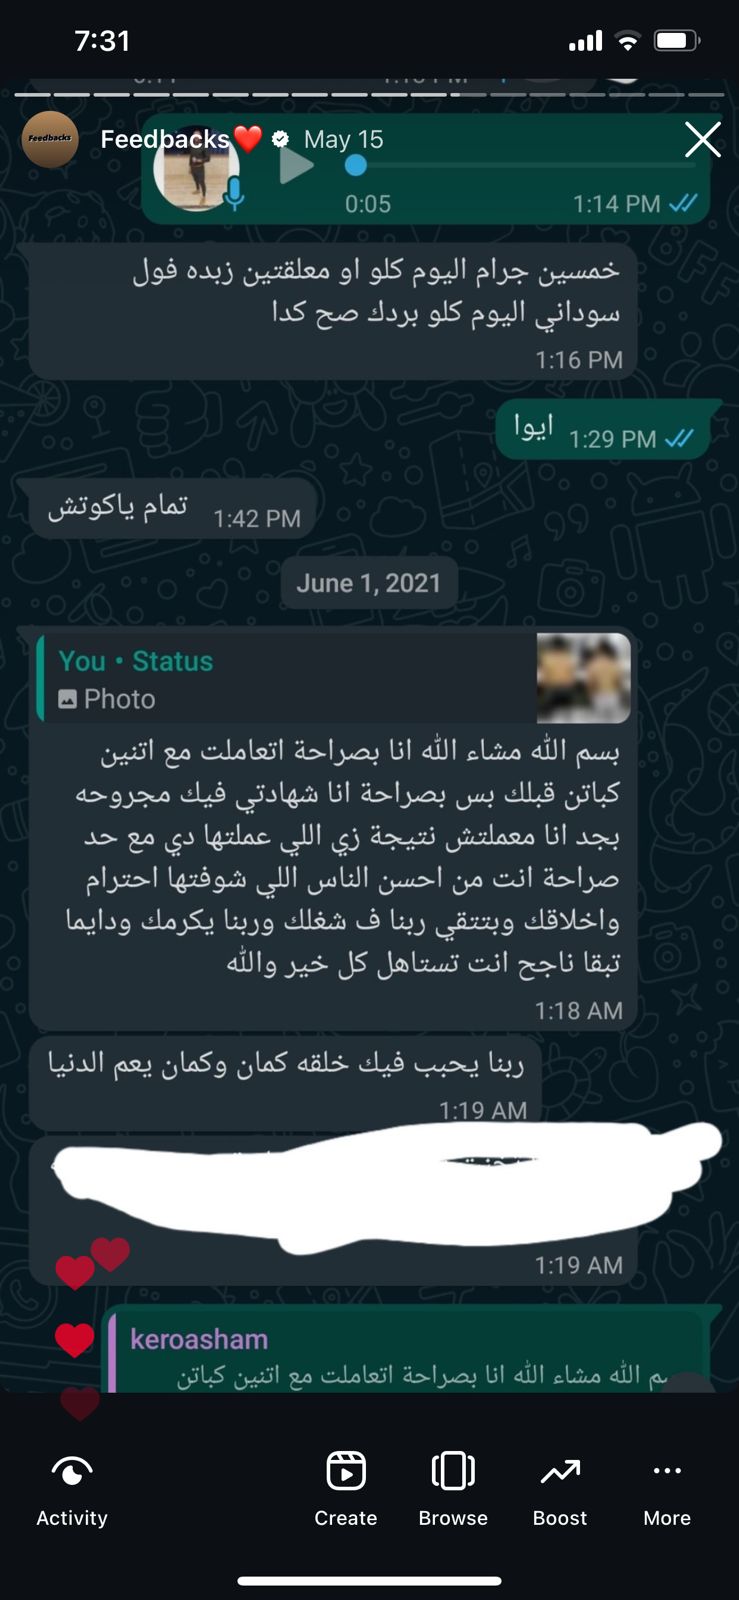 7:31
Feedbacks
Feedbacks❤️ May 15
0:05 1:14 PM
خمسين جرام اليوم كلو او معلقتين زبده فول
سوداني اليوم كلو بردك صح كدا
1:16 PM
ايوا 1:29 PM
تمام ياكوتش 1:42 PM
June 1, 2021
You • Status
Photo
بسم الله مشاء الله انا بصراحة اتعاملت مع اتنين
كباتن قبلك بس بصراحة انا شهادتي فيك مجروحه
بجد انا معملتش نتيجة زي اللي عملتها دي مع حد
صراحة انت من احسن الناس اللي شوفتها احترام
واخلاقك وبتتقي ربنا ف شغلك وربنا يكرمك ودايما
تبقا ناجح انت تستاهل كل خير والله
1:18 AM
ربنا يحبب فيك خلقه كمان وكمان يعم الدنيا
1:19 AM
1:19 AM
keroasham
الله مشاء الله انا بصراحة اتعاملت مع اتنين كباتن
Activity Create Browse Boost More